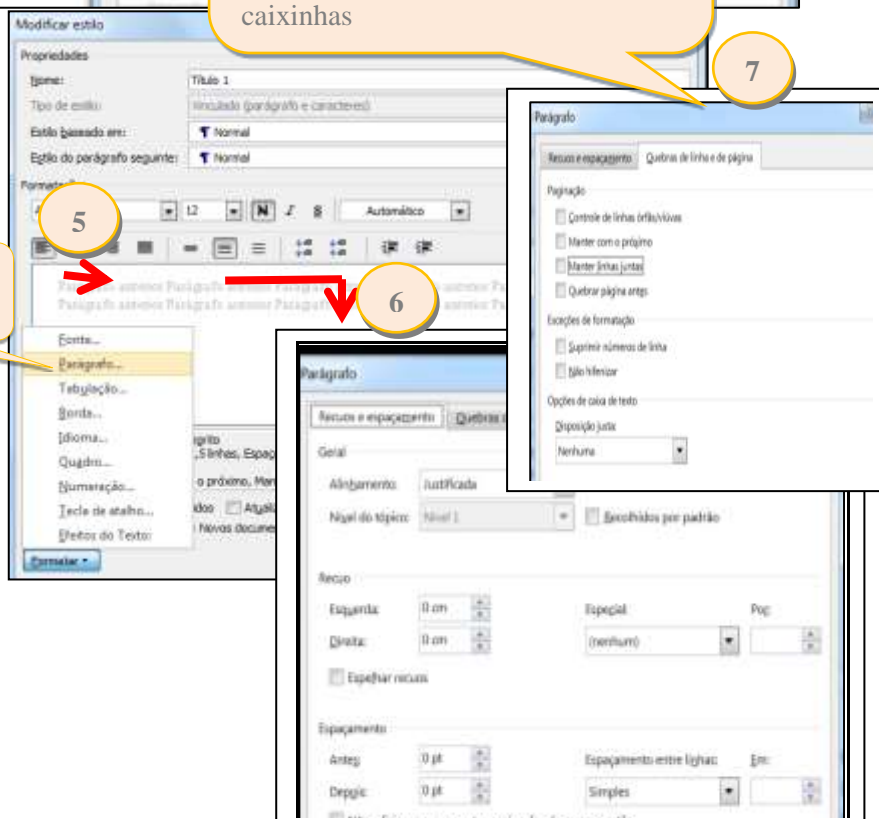 caixinhas
Modificar estilo
Propriedades
Nome: Título 1
Tipo de estilo: Vinculado (parágrafo e caracteres)
Estilo baseado em: ¶ Normal
Estilo do parágrafo seguinte: ¶ Normal
12 N I S Automático
5
6
7
Fonte...
Parágrafo...
Tabulação...
Borda...
Idioma...
Quadro...
Numeração...
Tecla de atalho...
Efeitos do Texto:
Formatar
o próximo, Man
Novos docume
Parágrafo
Recuos e espaçamento
Geral
Alinhamento: Justificada
Nível do tópico: Nível 1 Recolhidos por padrão
Recuo
Esquerda: 0 cm Especial: Por:
Direita: 0 cm (nenhum)
Espelhar recuos
Espaçamento
Antes: 0 pt Espaçamento entre linhas: Em:
Depois: 0 pt Simples
Parágrafo
Recuos e espaçamento Quebras de linha e de página
Paginação
Controle de linhas órfãs/viúvas
Manter com o próximo
Manter linhas juntas
Quebrar página antes
Exceções de formatação
Suprimir números de linha
Não hifenizar
Opções de caixa de texto
Disposição justa:
Nenhuma